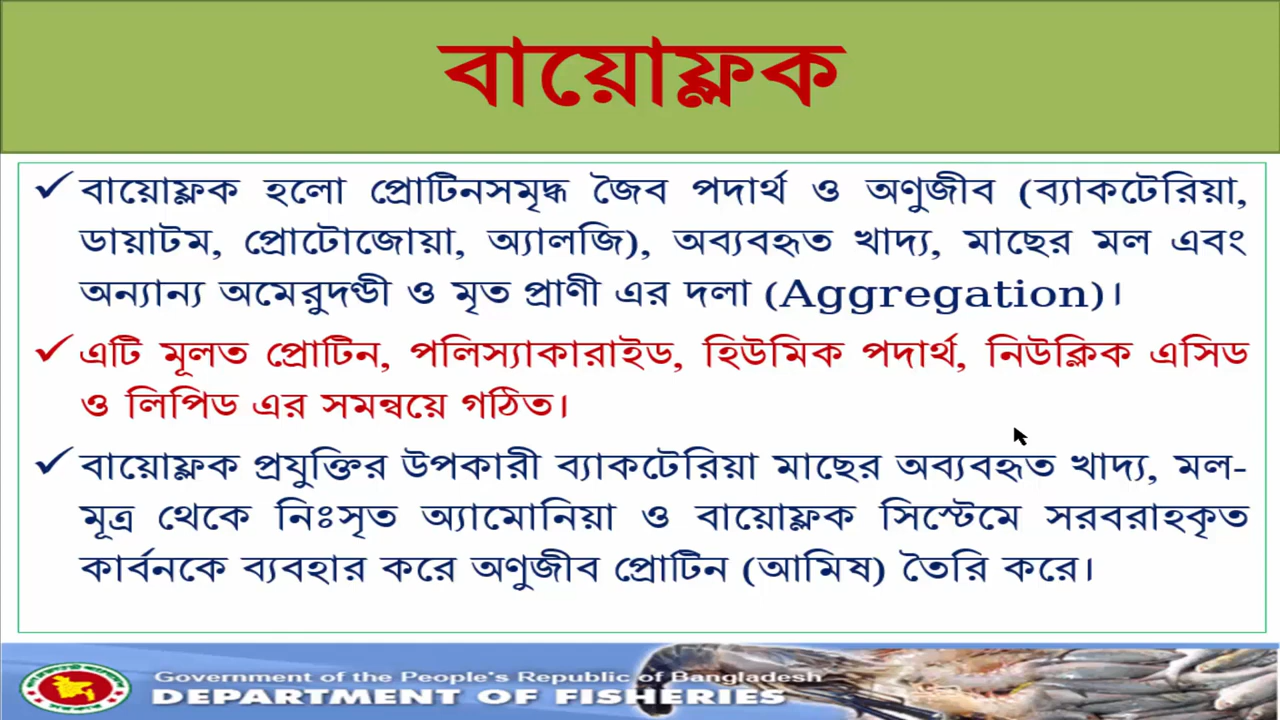 বায়োফ্লক
✓ বায়োফ্লক হলো প্রোটিনসমৃদ্ধ জৈব পদার্থ ও অণুজীব (ব্যাকটেরিয়া,
ডায়াটম, প্রোটোজোয়া, অ্যালজি), অব্যবহৃত খাদ্য, মাছের মল এবং
অন্যান্য অমেরুদণ্ডী ও মৃত প্রাণী এর দলা (Aggregation)।
✓ এটি মূলত প্রোটিন, পলিস্যাকারাইড, হিউমিক পদার্থ, নিউক্লিক এসিড
ও লিপিড এর সমন্বয়ে গঠিত।
✓ বায়োফ্লক প্রযুক্তির উপকারী ব্যাকটেরিয়া মাছের অব্যবহৃত খাদ্য, মল-
মূত্র থেকে নিঃসৃত অ্যামোনিয়া ও বায়োফ্লক সিস্টেমে সরবরাহকৃত
কার্বনকে ব্যবহার করে অণুজীব প্রোটিন (আমিষ) তৈরি করে।
Government of the People's Republic of Bangladesh
DEPARTMENT OF FISHERIES